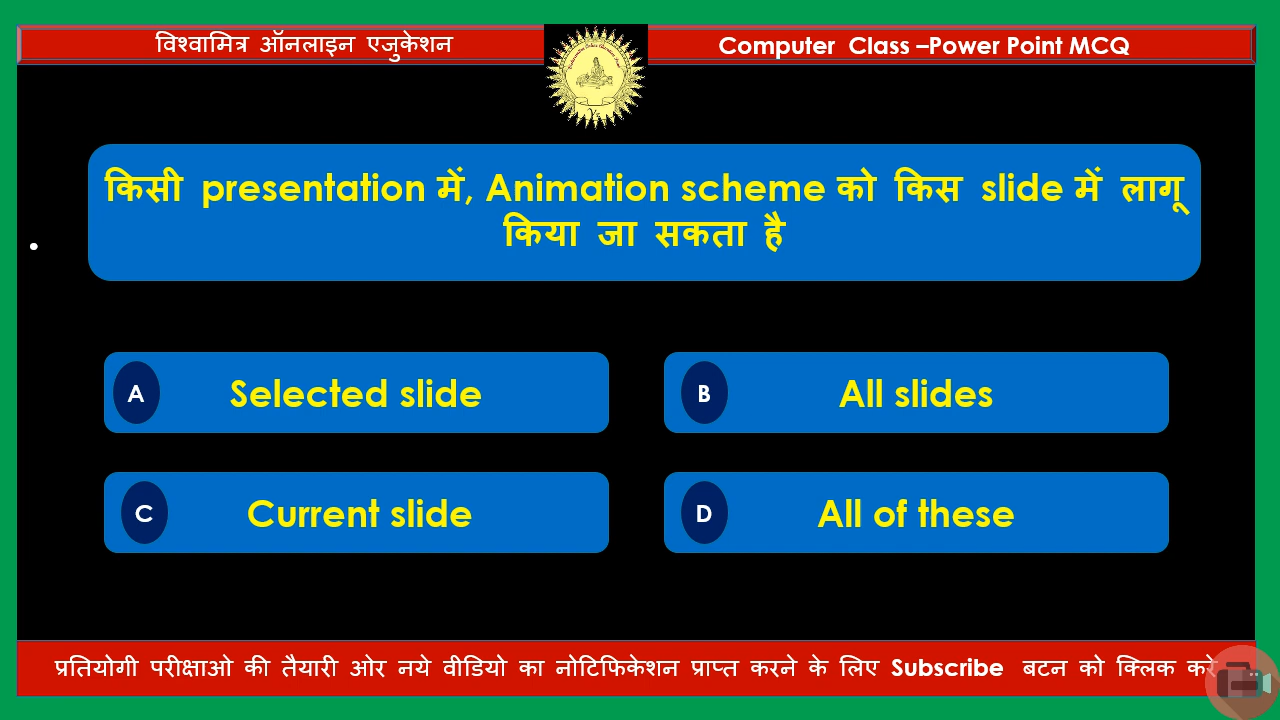 विश्वामित्र ऑनलाइन एजुकेशन
Computer Class –Power Point MCQ
किसी presentation में, Animation scheme को किस slide में लागू
किया जा सकता है
A Selected slide
B All slides
C Current slide
D All of these
प्रतियोगी परीक्षाओ की तैयारी ओर नये वीडियो का नोटिफिकेशन प्राप्त करने के लिए Subscribe बटन को क्लिक करे